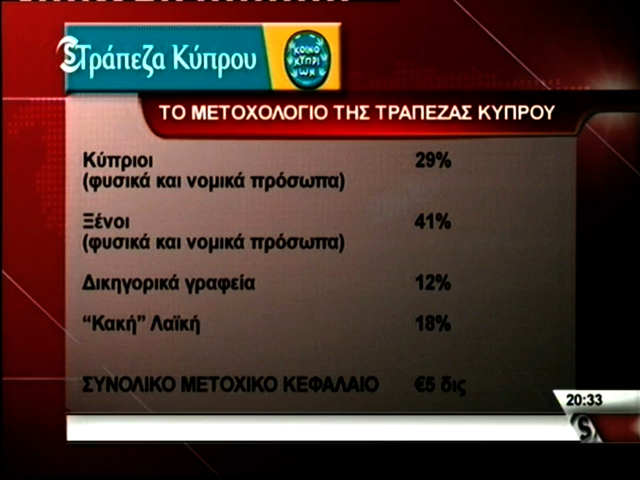 Τράπεζα Κύπρου
ΚΟΙΝΟ
ΚΥΠΡΙ
ΩΝ
ΤΟ ΜΕΤΟΧΟΛΟΓΙΟ ΤΗΣ ΤΡΑΠΕΖΑΣ ΚΥΠΡΟΥ
Κύπριοι 29%
(φυσικά και νομικά πρόσωπα)
Ξένοι 41%
(φυσικά και νομικά πρόσωπα)
Δικηγορικά γραφεία 12%
“Κακή” Λαϊκή 18%
ΣΥΝΟΛΙΚΟ ΜΕΤΟΧΙΚΟ ΚΕΦΑΛΑΙΟ €5 δις
20:33
S